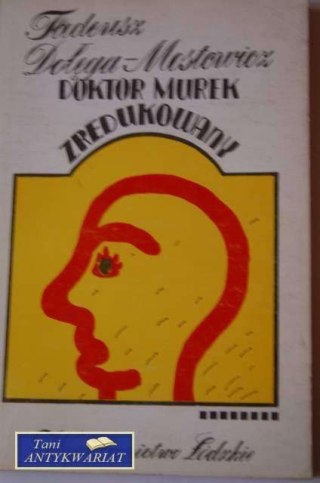 Tadeusz
Dołęga-Mostowicz
DOKTOR MUREK
ZREDUKOWANY
Łódzkie
Tani
ANTYKWARIAT